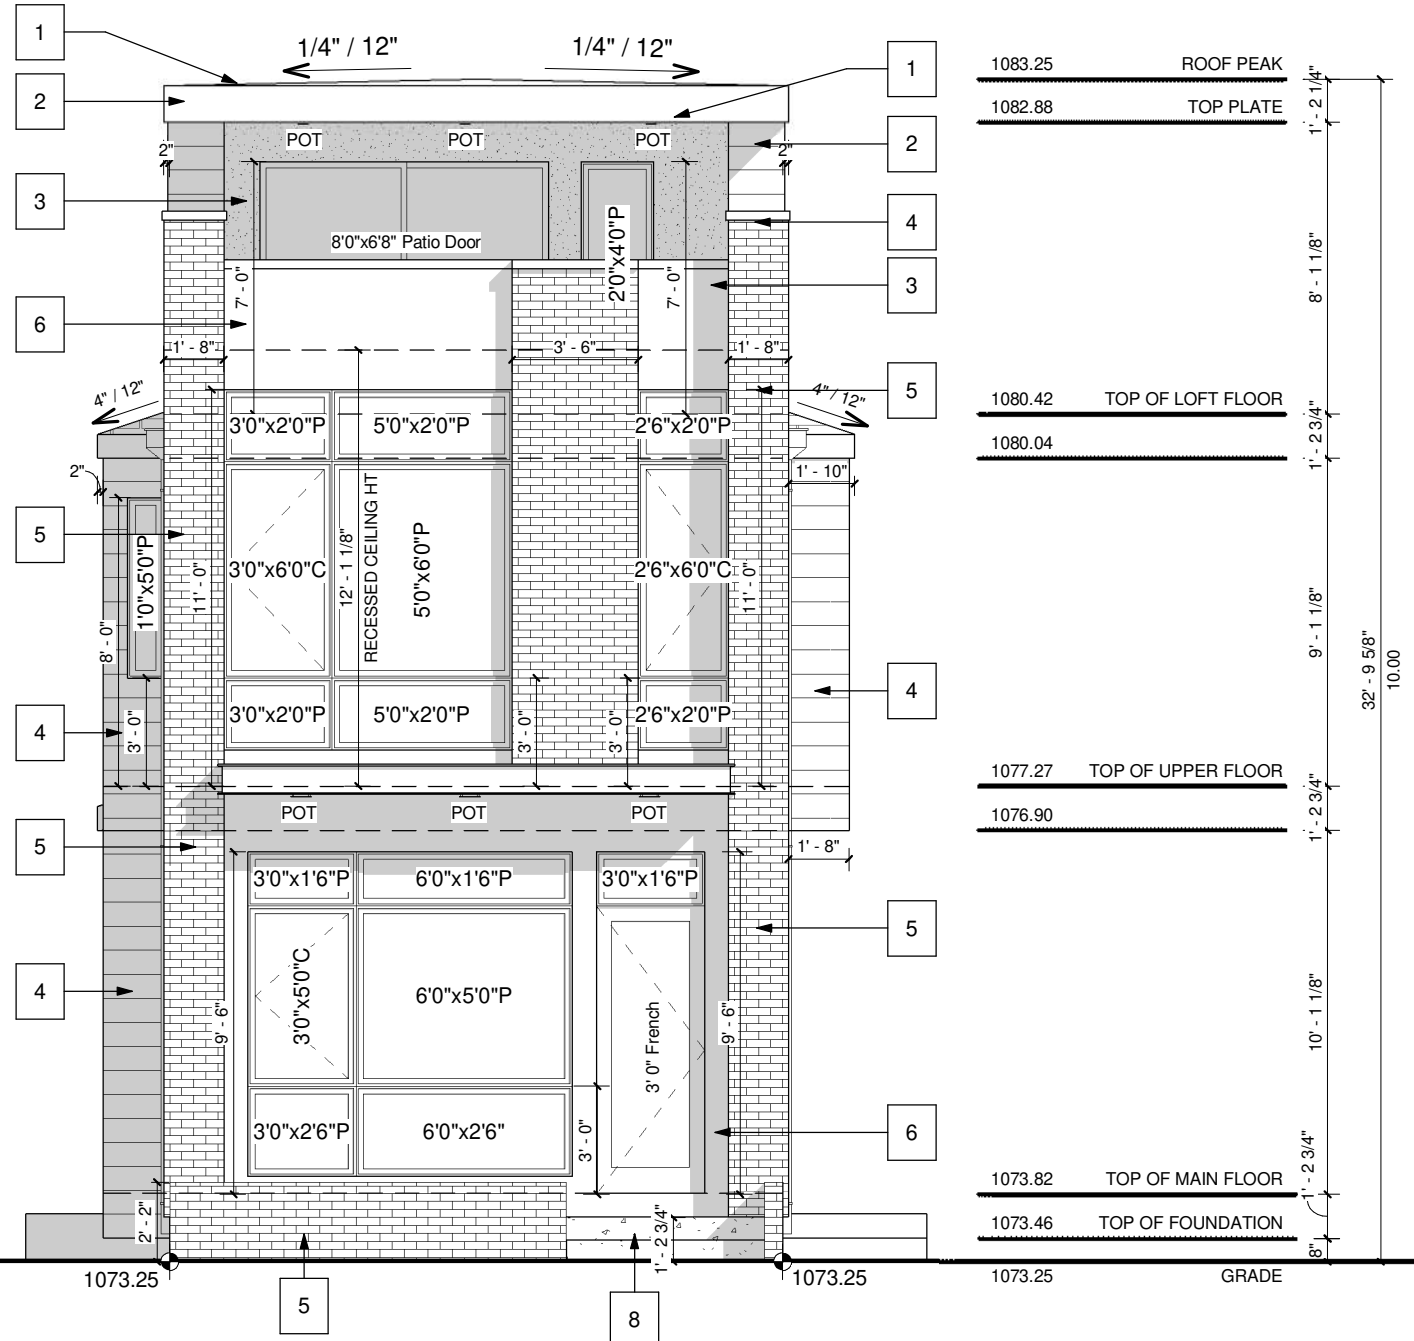 1
1/4" / 12"
1/4" / 12"
1
2
2
POT
POT
POT
2"
2"
3
4
8'0"x6'8" Patio Door
2'0"x4'0"P
7' - 0"
7' - 0"
3
6
1' - 8"
3' - 6"
1' - 8"
5
4" / 12"
4" / 12"
3'0"x2'0"P
5'0"x2'0"P
2'6"x2'0"P
2"
1' - 10"
5
1'0"x5'0"P
8' - 0"
3' - 0"
11' - 0"
3'0"x6'0"C
12' - 1 1/8"
RECESSED CEILING HT
5'0"x6'0"P
2'6"x6'0"C
11' - 0"
4
4
3'0"x2'0"P
5'0"x2'0"P
3' - 0"
3' - 0"
2'6"x2'0"P
POT
POT
POT
5
1' - 8"
3'0"x1'6"P
6'0"x1'6"P
3'0"x1'6"P
5
4
9' - 6"
3'0"x5'0"C
6'0"x5'0"P
3' 0" French
9' - 6"
3'0"x2'6"P
6'0"x2'6"
3' - 0"
6
2' - 2"
1' - 2 3/4"
1073.25
1073.25
5
8
1083.25 ROOF PEAK
1' - 2 1/4"
1082.88 TOP PLATE
8' - 1 1/8"
1080.42 TOP OF LOFT FLOOR
1' - 2 3/4"
1080.04
9' - 1 1/8"
32' - 9 5/8"
10.00
1077.27 TOP OF UPPER FLOOR
1' - 2 3/4"
1076.90
10' - 1 1/8"
1073.82 TOP OF MAIN FLOOR
1' - 2 3/4"
1073.46 TOP OF FOUNDATION
8"
1073.25 GRADE